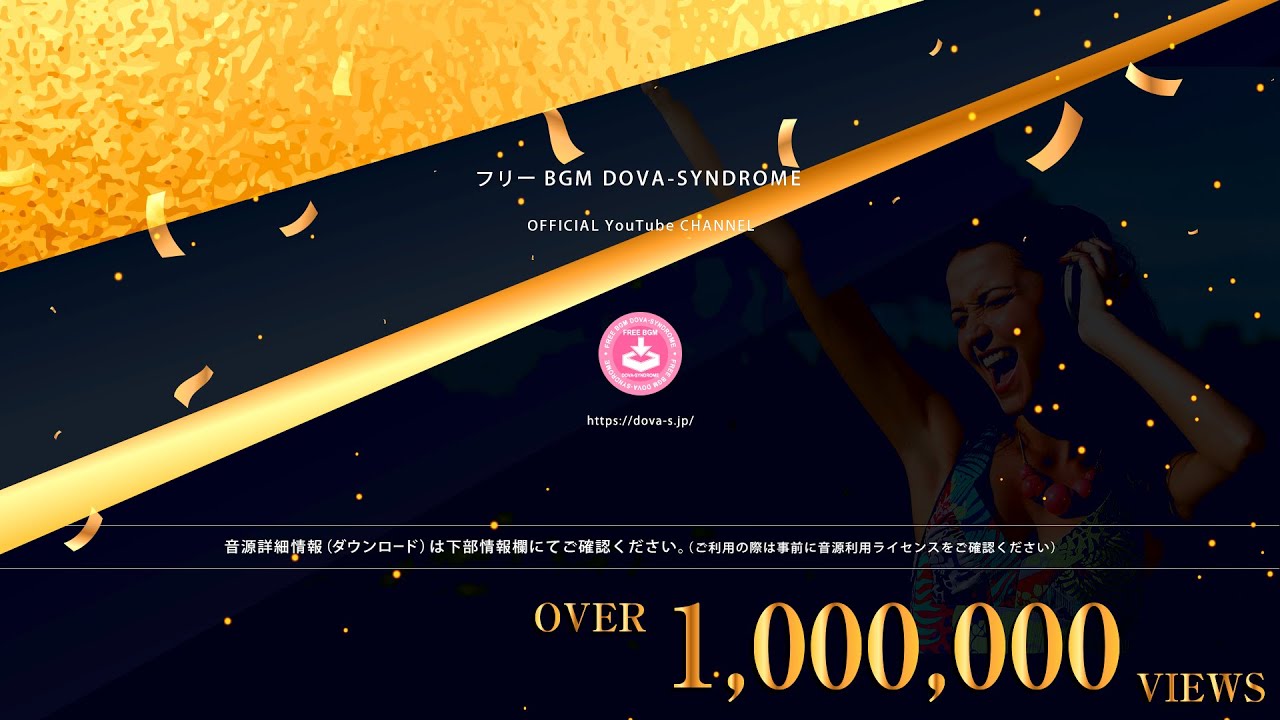 フリー BGM DOVA-SYNDROME
OFFICIAL YouTube CHANNEL
FREE BGM DOVA-SYNDROME
FREE BGM
DOVA-SYNDROME
FREE BGM DOVA-SYNDROME
https://dova-s.jp/
音源詳細情報（ダウンロード）は下部情報欄にてご確認ください。（ご利用の際は事前に音源利用ライセンスをご確認ください）
OVER 1,000,000 VIEWS